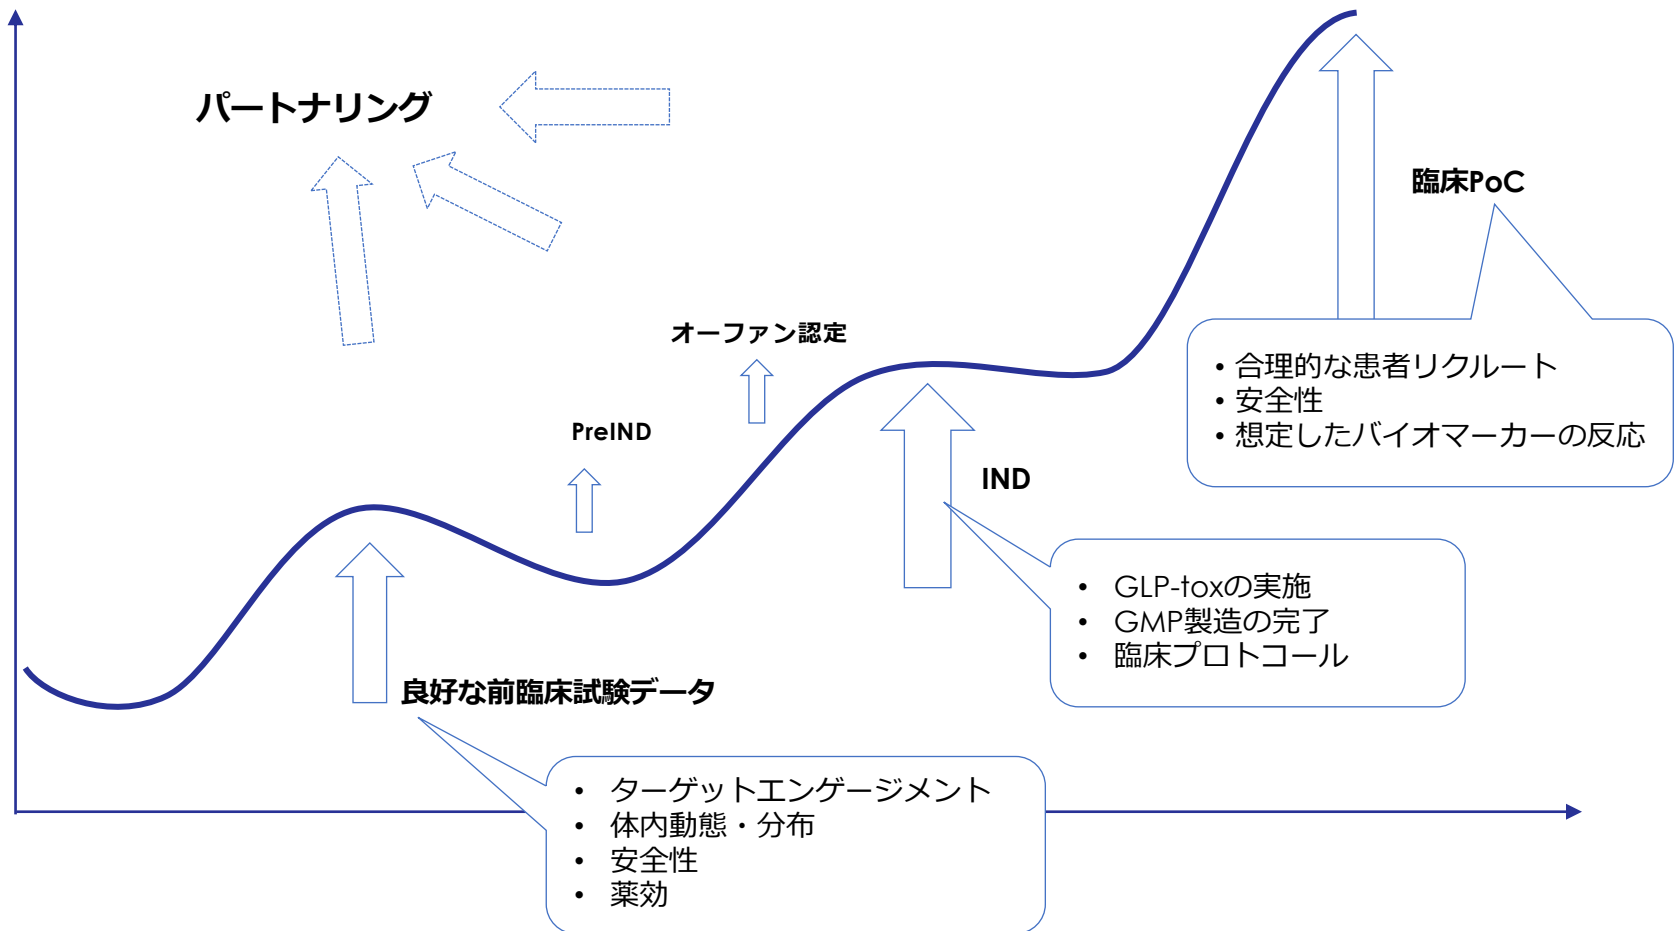 パートナリング
臨床PoC
オーファン認定
• 合理的な患者リクルート
• 安全性
• 想定したバイオマーカーの反応
PreIND
IND
• GLP-toxの実施
• GMP製造の完了
• 臨床プロトコール
良好な前臨床試験データ
• ターゲットエンゲージメント
• 体内動態・分布
• 安全性
• 薬効